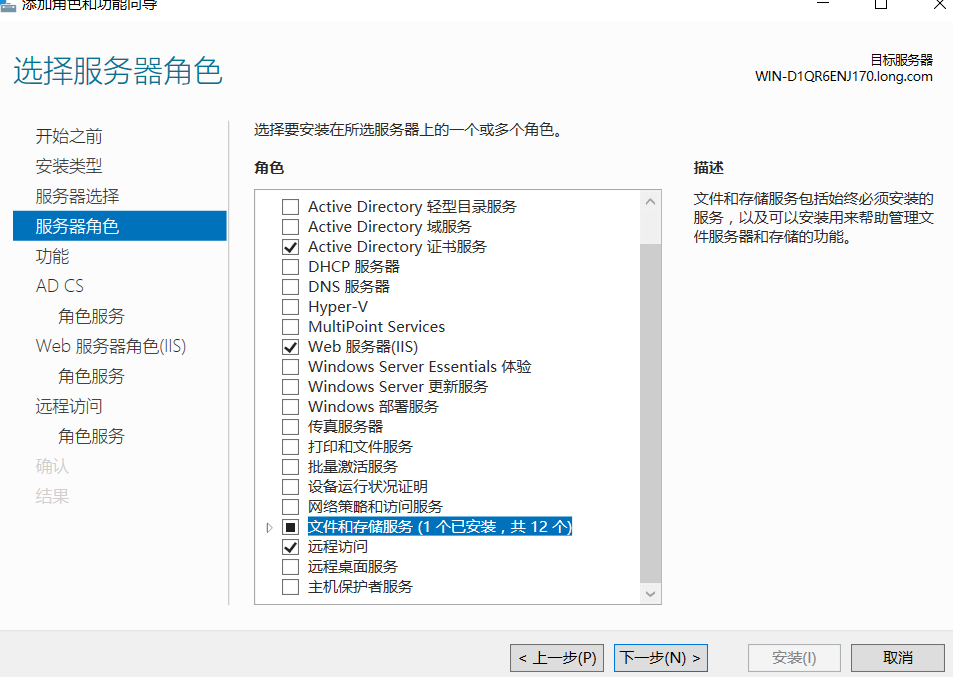 添加角色和功能向导
选择服务器角色
目标服务器
WIN-D1QR6ENJ170.long.com
开始之前
安装类型
服务器选择
服务器角色
功能
AD CS
角色服务
Web 服务器角色(IIS)
角色服务
远程访问
角色服务
确认
结果
选择要安装在所选服务器上的一个或多个角色。
角色
Active Directory 轻型目录服务
Active Directory 域服务
Active Directory 证书服务
DHCP 服务器
DNS 服务器
Hyper-V
MultiPoint Services
Web 服务器(IIS)
Windows Server Essentials 体验
Windows Server 更新服务
Windows 部署服务
传真服务器
打印和文件服务
批量激活服务
设备运行状况证明
网络策略和访问服务
文件和存储服务 (1 个已安装，共 12 个)
远程访问
远程桌面服务
主机保护者服务
描述
文件和存储服务包括始终必须安装的
服务，以及可以安装用来帮助管理文
件服务器和存储的功能。
< 上一步(P)
下一步(N) >
安装(I)
取消